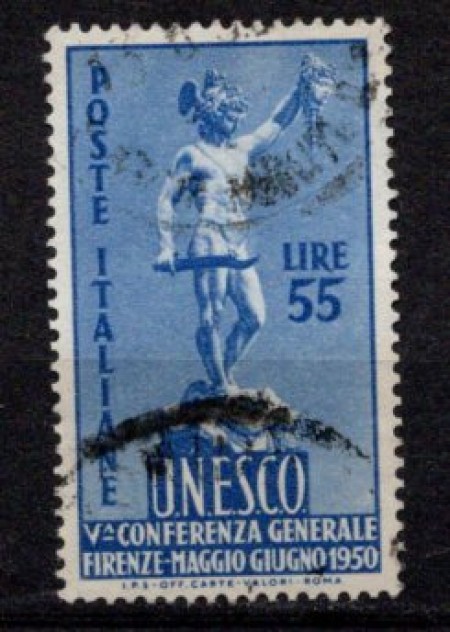 POSTE ITALIANE
LIRE
55
U.N.E.S.C.O.
Vª CONFERENZA GENERALE
FIRENZE-MAGGIO GIUGNO 1950
I.P.S-OFF. CARTE-VALORI-ROMA